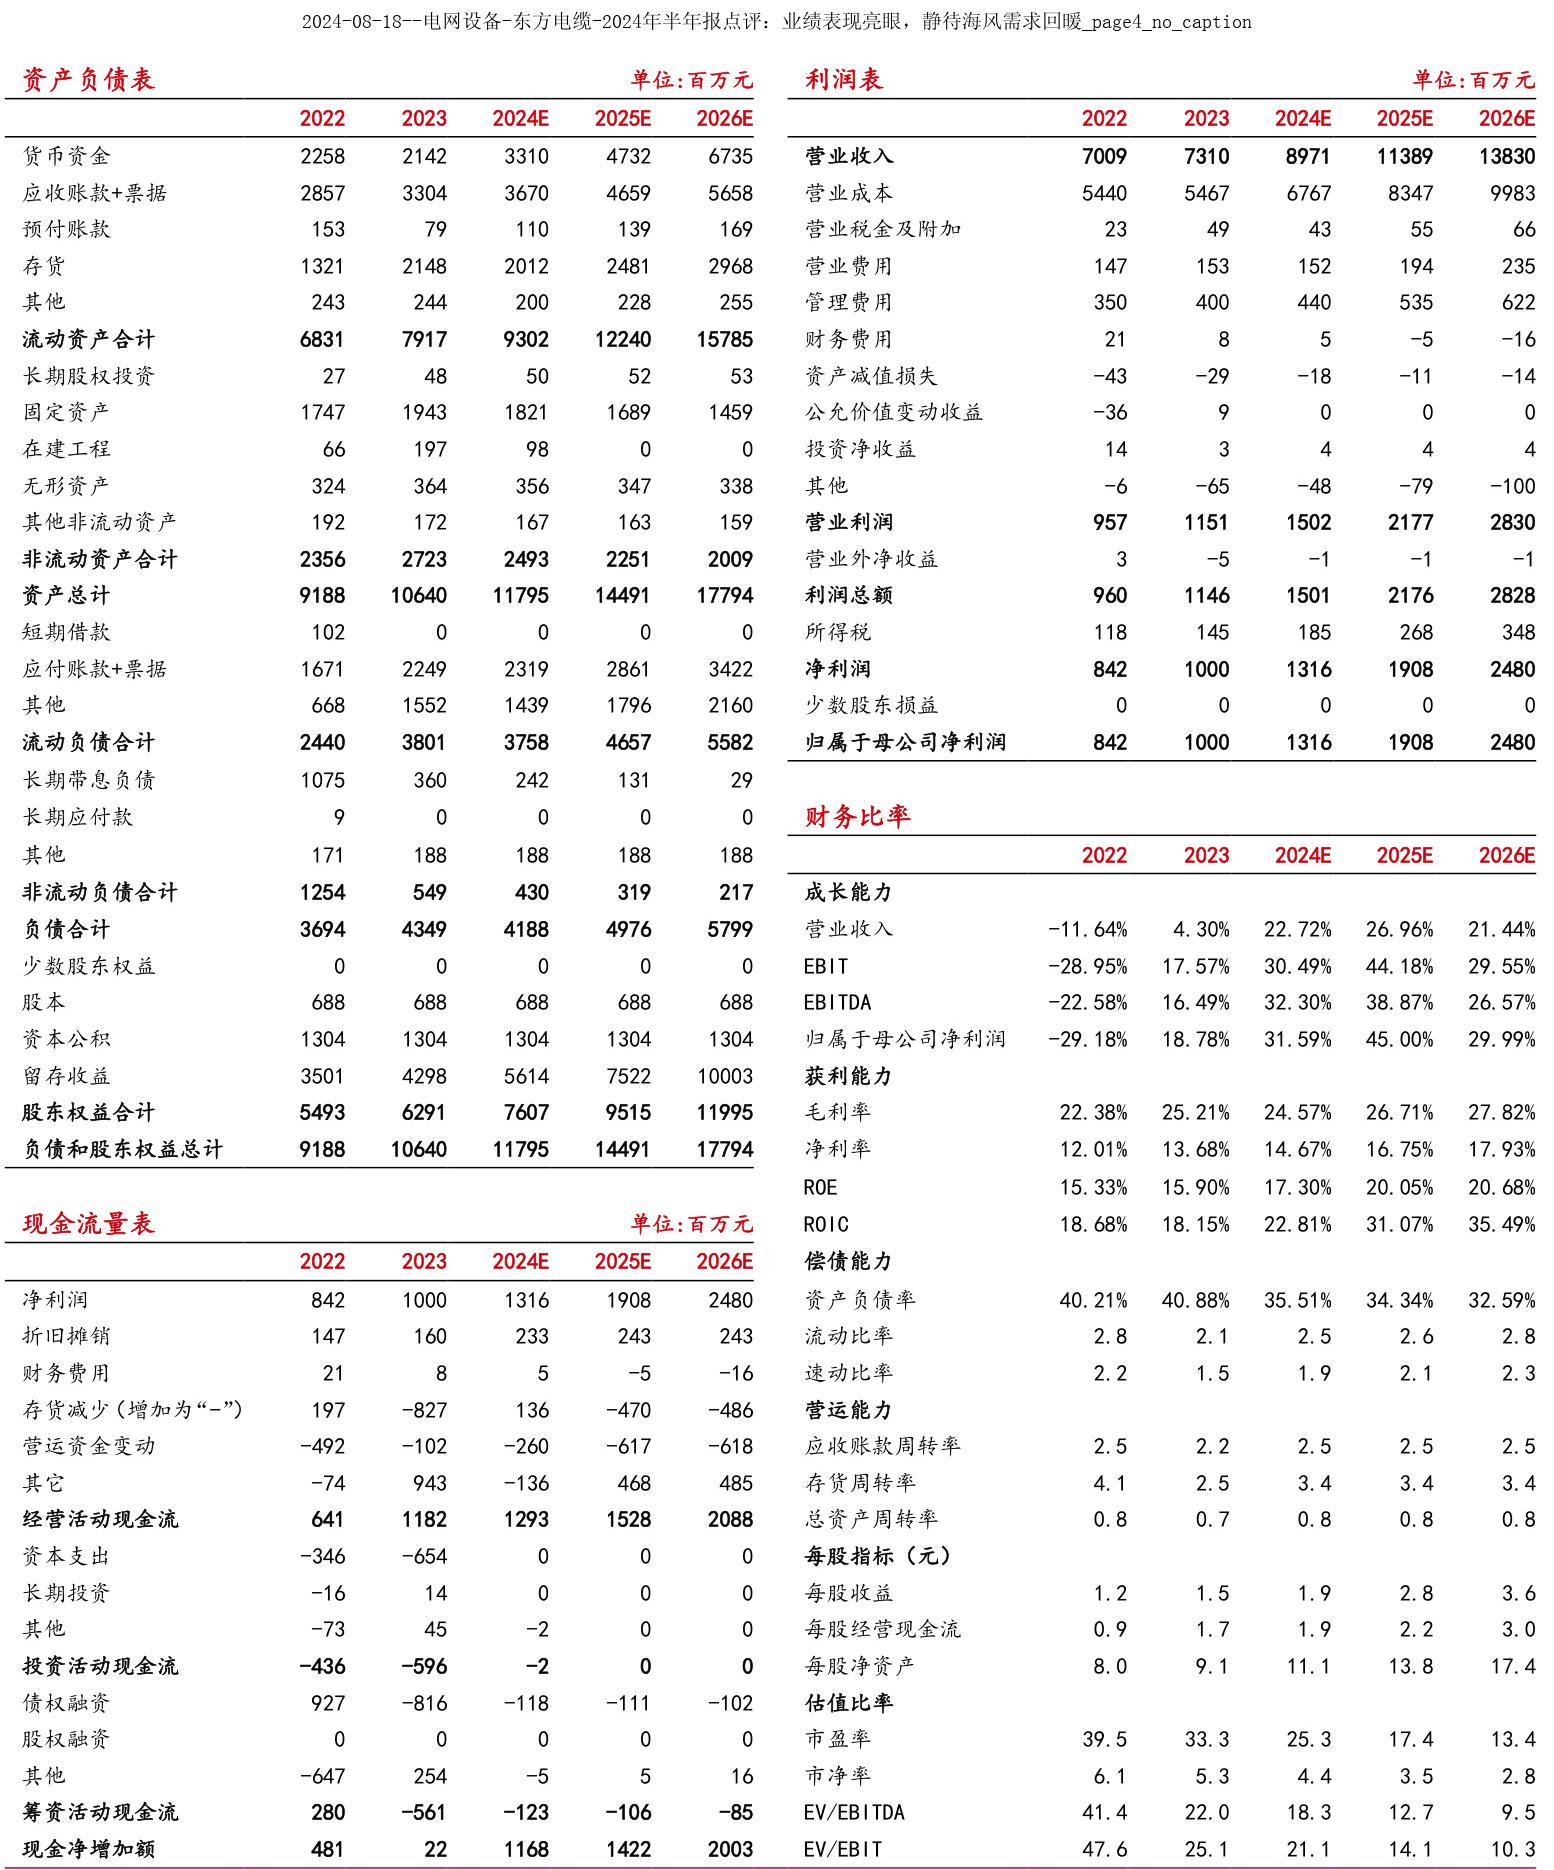 2024-08-18--电网设备-东方电缆-2024年半年报点评：业绩表现亮眼，静待海风需求回暖_page4_no_caption
资产负债表 单位:百万元
2022 2023 2024E 2025E 2026E
货币资金 2258 2142 3310 4732 6735
应收账款+票据 2857 3304 3670 4659 5658
预付账款 153 79 110 139 169
存货 1321 2148 2012 2481 2968
其他 243 244 200 228 255
流动资产合计 6831 7917 9302 12240 15785
长期股权投资 27 48 50 52 53
固定资产 1747 1943 1821 1689 1459
在建工程 66 197 98 0 0
无形资产 324 364 356 347 338
其他非流动资产 192 172 167 163 159
非流动资产合计 2356 2723 2493 2251 2009
资产总计 9188 10640 11795 14491 17794
短期借款 102 0 0 0 0
应付账款+票据 1671 2249 2319 2861 3422
其他 668 1552 1439 1796 2160
流动负债合计 2440 3801 3758 4657 5582
长期带息负债 1075 360 242 131 29
长期应付款 9 0 0 0 0
其他 171 188 188 188 188
非流动负债合计 1254 549 430 319 217
负债合计 3694 4349 4188 4976 5799
少数股东权益 0 0 0 0 0
股本 688 688 688 688 688
资本公积 1304 1304 1304 1304 1304
留存收益 3501 4298 5614 7522 10003
股东权益合计 5493 6291 7607 9515 11995
负债和股东权益总计 9188 10640 11795 14491 17794
现金流量表 单位:百万元
2022 2023 2024E 2025E 2026E
净利润 842 1000 1316 1908 2480
折旧摊销 147 160 233 243 243
财务费用 21 8 5 -5 -16
存货减少(增加为“-”) 197 -827 136 -470 -486
营运资金变动 -492 -102 -260 -617 -618
其它 -74 943 -136 468 485
经营活动现金流 641 1182 1293 1528 2088
资本支出 -346 -654 0 0 0
长期投资 -16 14 0 0 0
其他 -73 45 -2 0 0
投资活动现金流 -436 -596 -2 0 0
债权融资 927 -816 -118 -111 -102
股权融资 0 0 0 0 0
其他 -647 254 -5 5 16
筹资活动现金流 280 -561 -123 -106 -85
现金净增加额 481 22 1168 1422 2003
利润表 单位:百万元
2022 2023 2024E 2025E 2026E
营业收入 7009 7310 8971 11389 13830
营业成本 5440 5467 6767 8347 9983
营业税金及附加 23 49 43 55 66
营业费用 147 153 152 194 235
管理费用 350 400 440 535 622
财务费用 21 8 5 -5 -16
资产减值损失 -43 -29 -18 -11 -14
公允价值变动收益 -36 9 0 0 0
投资净收益 14 3 4 4 4
其他 -6 -65 -48 -79 -100
营业利润 957 1151 1502 2177 2830
营业外净收益 3 -5 -1 -1 -1
利润总额 960 1146 1501 2176 2828
所得税 118 145 185 268 348
净利润 842 1000 1316 1908 2480
少数股东损益 0 0 0 0 0
归属于母公司净利润 842 1000 1316 1908 2480
财务比率
2022 2023 2024E 2025E 2026E
成长能力
营业收入 -11.64% 4.30% 22.72% 26.96% 21.44%
EBIT -28.95% 17.57% 30.49% 44.18% 29.55%
EBITDA -22.58% 16.49% 32.30% 38.87% 26.57%
归属于母公司净利润 -29.18% 18.78% 31.59% 45.00% 29.99%
获利能力
毛利率 22.38% 25.21% 24.57% 26.71% 27.82%
净利率 12.01% 13.68% 14.67% 16.75% 17.93%
ROE 15.33% 15.90% 17.30% 20.05% 20.68%
ROIC 18.68% 18.15% 22.81% 31.07% 35.49%
偿债能力
资产负债率 40.21% 40.88% 35.51% 34.34% 32.59%
流动比率 2.8 2.1 2.5 2.6 2.8
速动比率 2.2 1.5 1.9 2.1 2.3
营运能力
应收账款周转率 2.5 2.2 2.5 2.5 2.5
存货周转率 4.1 2.5 3.4 3.4 3.4
总资产周转率 0.8 0.7 0.8 0.8 0.8
每股指标（元）
每股收益 1.2 1.5 1.9 2.8 3.6
每股经营现金流 0.9 1.7 1.9 2.2 3.0
每股净资产 8.0 9.1 11.1 13.8 17.4
估值比率
市盈率 39.5 33.3 25.3 17.4 13.4
市净率 6.1 5.3 4.4 3.5 2.8
EV/EBITDA 41.4 22.0 18.3 12.7 9.5
EV/EBIT 47.6 25.1 21.1 14.1 10.3